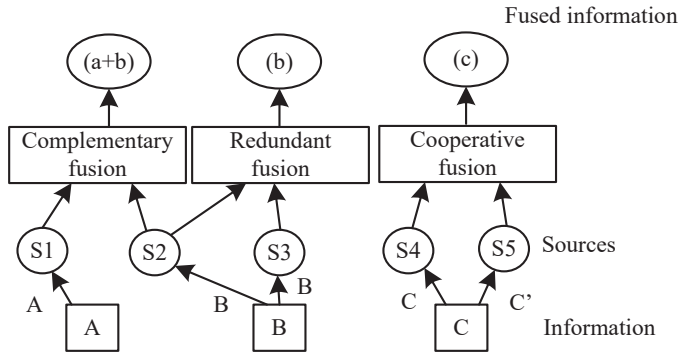 Fused information
(a+b)
(b)
(c)
Complementary
fusion
Redundant
fusion
Cooperative
fusion
S1
S2
S3
S4
S5
Sources
A
B
B
C
C’
A
B
C
Information